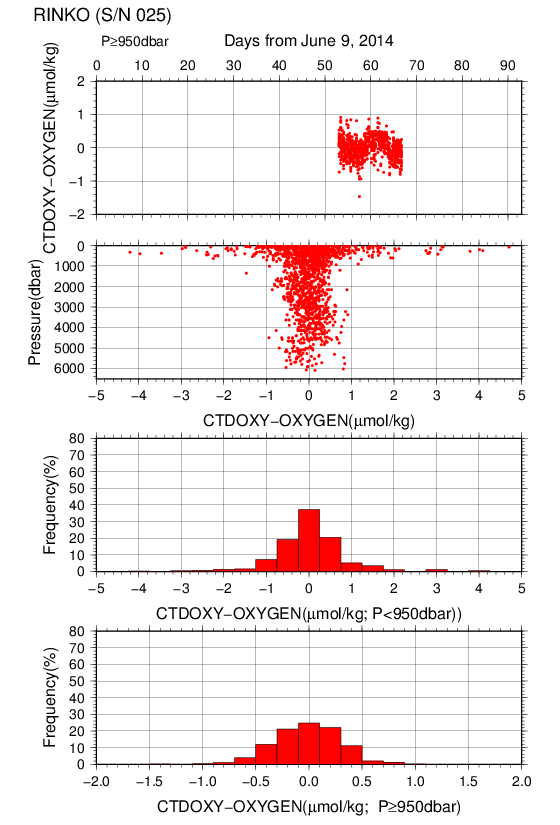 RINKO (S/N 025)
P≥950dbar
Days from June 9, 2014
0 10 20 30 40 50 60 70 80 90
CTDOXY−OXYGEN(μmol/kg)
2
1
0
−1
−2
Pressure(dbar)
0
1000
2000
3000
4000
5000
6000
−5 −4 −3 −2 −1 0 1 2 3 4 5
CTDOXY−OXYGEN(μmol/kg)
Frequency(%)
80
70
60
50
40
30
20
10
0
−5 −4 −3 −2 −1 0 1 2 3 4 5
CTDOXY−OXYGEN(μmol/kg; P<950dbar))
Frequency(%)
80
70
60
50
40
30
20
10
0
−2.0 −1.5 −1.0 −0.5 0.0 0.5 1.0 1.5 2.0
CTDOXY−OXYGEN(μmol/kg; P≥950dbar)